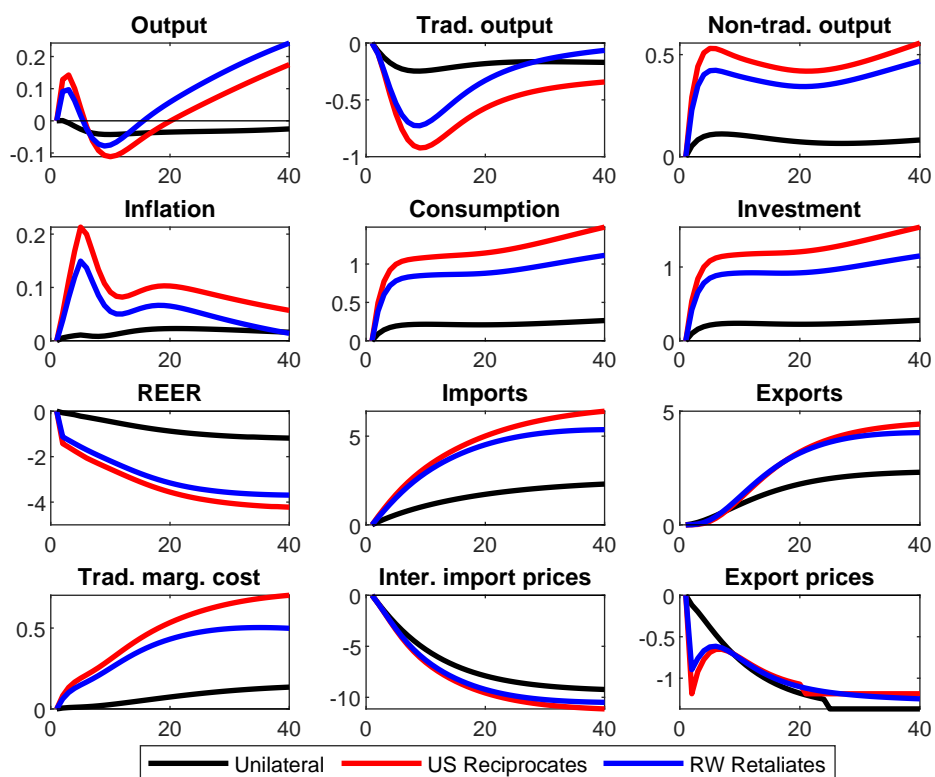 Output
Trad. output
Non-trad. output
0.2
0.1
0
-0.1
0 20 40
0
-0.5
-1
0 20 40
0.5
0
0 20 40
Inflation
Consumption
Investment
0.2
0.1
0
0 20 40
1
0.5
0
0 20 40
1
0
0 20 40
REER
Imports
Exports
0
-2
-4
0 20 40
5
0
0 20 40
5
0
0 20 40
Trad. marg. cost
Inter. import prices
Export prices
0.5
0
0 20 40
0
-5
-10
0 20 40
0
-0.5
-1
0 20 40
Unilateral US Reciprocates RW Retaliates